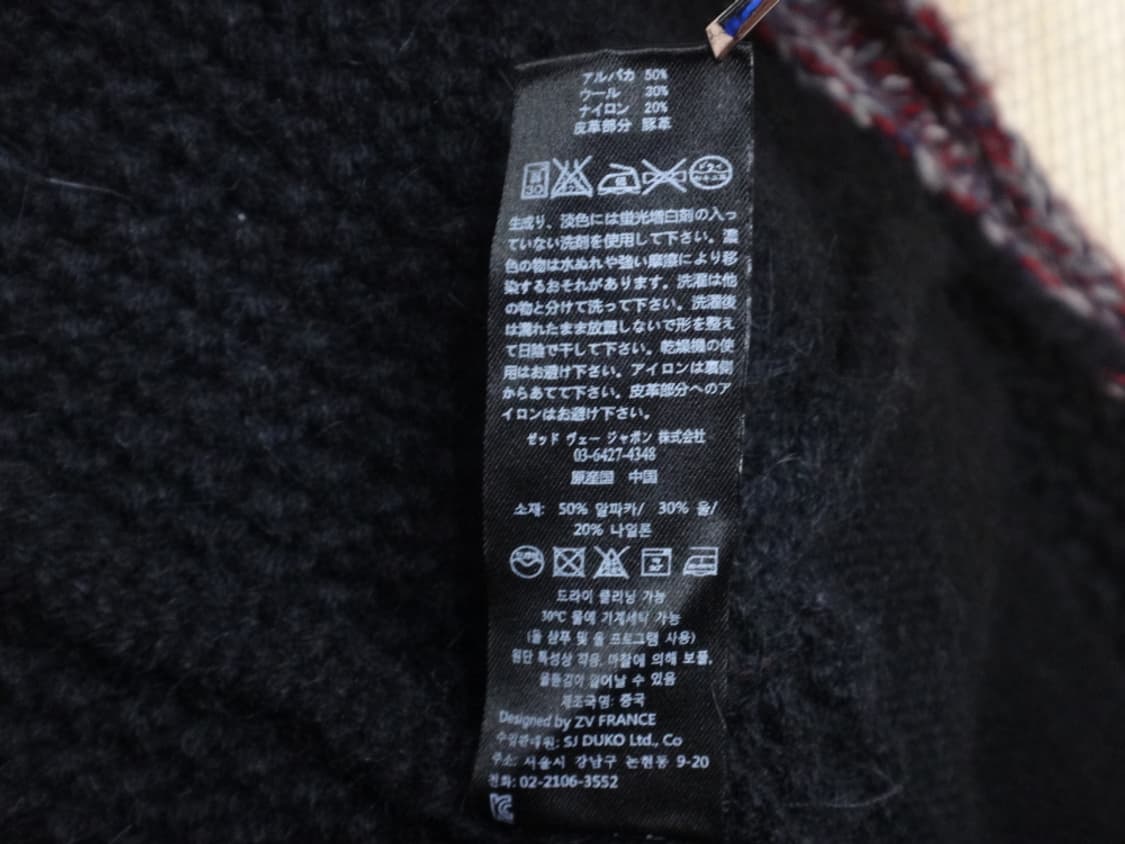 アルパカ 50%
ウール 30%
ナイロン 20%
皮革部分 豚革
30
生成り、淡色には蛍光増白剤の入っ
ていない洗剤を使用して下さい。濃
色の物は水ぬれや強い摩擦により移
染するおそれがあります。洗濯は他
の物と分けて洗って下さい。洗濯後
は濡れたまま放置しないで形を整え
て日陰で干して下さい。乾燥機の使
用はお避け下さい。アイロンは裏側
からあてて下さい。皮革部分へのア
イロンはお避け下さい。
ゼッド ヴェー ジャポン 株式会社
03-6427-4348
原産国 中国
소재: 50% 알파카/ 30% 울/
20% 나일론
드라이 클리닝 가능
30℃ 물에 기계세탁 가능
(울 샴푸 및 울 프로그램 사용)
원단 특성상 착용, 마찰에 의해 보풀,
올뜯김이 일어날 수 있음
제조국명: 중국
Designed by ZV FRANCE
수입판매원: SJ DUKO Ltd., Co
주소: 서울시 강남구 논현동 9-20
전화: 02-2106-3552